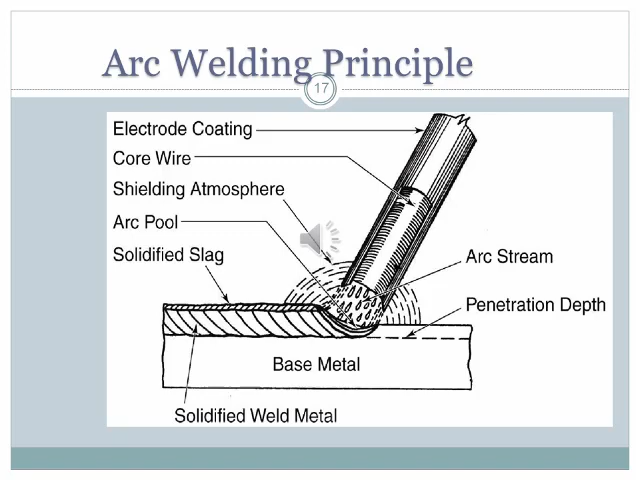 Arc Welding Principle
17
Electrode Coating
Core Wire
Shielding Atmosphere
Arc Pool
Solidified Slag
Arc Stream
Penetration Depth
Base Metal
Solidified Weld Metal